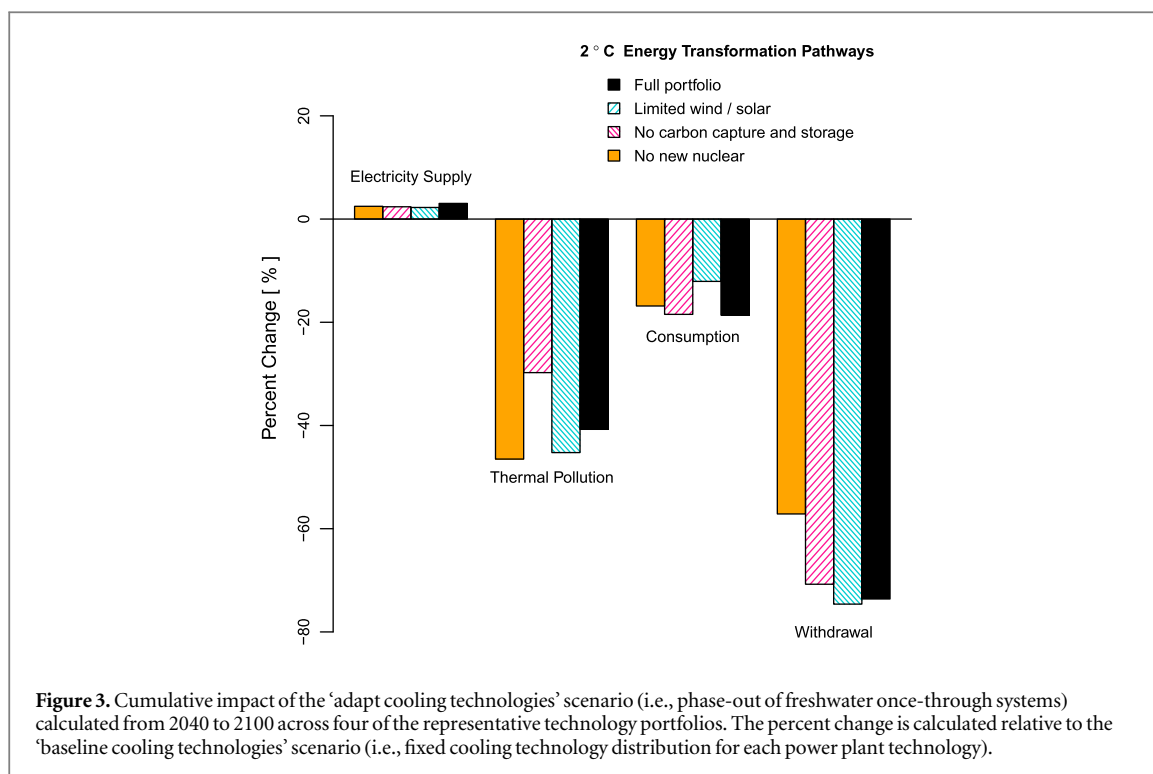 2 ° C Energy Transformation Pathways
Full portfolio
Limited wind / solar
No carbon capture and storage
No new nuclear
20
0
−20
−40
−60
−80
Percent Change [ % ]
Electricity Supply
Thermal Pollution
Consumption
Withdrawal
Figure 3. Cumulative impact of the ‘adapt cooling technologies’ scenario (i.e., phase-out of freshwater once-through systems)
calculated from 2040 to 2100 across four of the representative technology portfolios. The percent change is calculated relative to the
‘baseline cooling technologies’ scenario (i.e., fixed cooling technology distribution for each power plant technology).